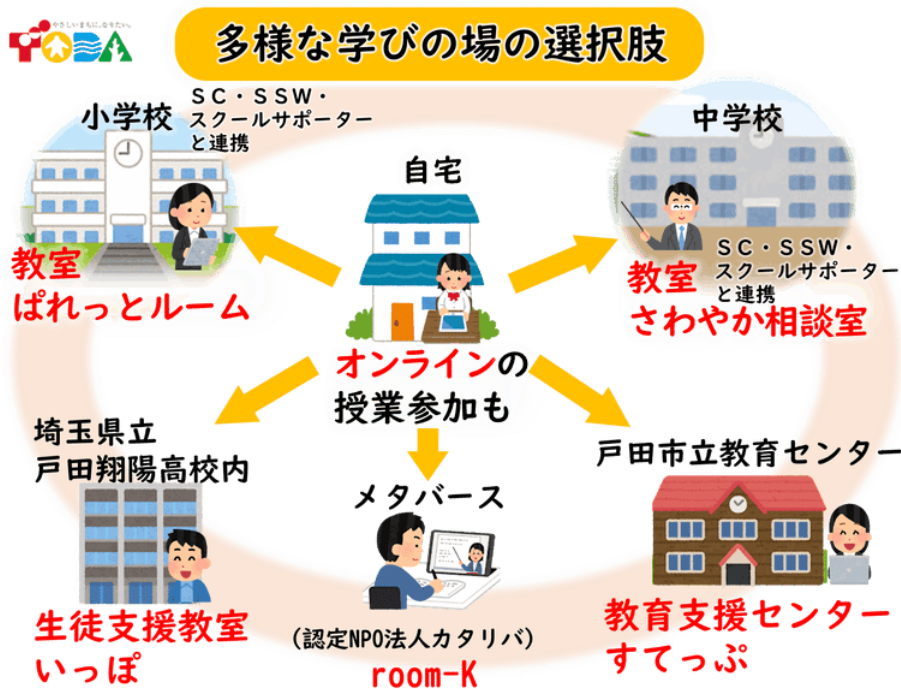 やさしいまちに、なりたい。
TODA
多様な学びの場の選択肢
小学校
SC・SSW・
スクールサポーター
と連携
教室
ぱれっとルーム
自宅
オンラインの
授業参加も
中学校
教室
SC・SSW・
スクールサポーター
と連携
さわやか相談室
埼玉県立
戸田翔陽高校内
生徒支援教室
いっぽ
メタバース
(認定NPO法人カタリバ)
room-K
戸田市立教育センター
教育支援センター
すてっぷ